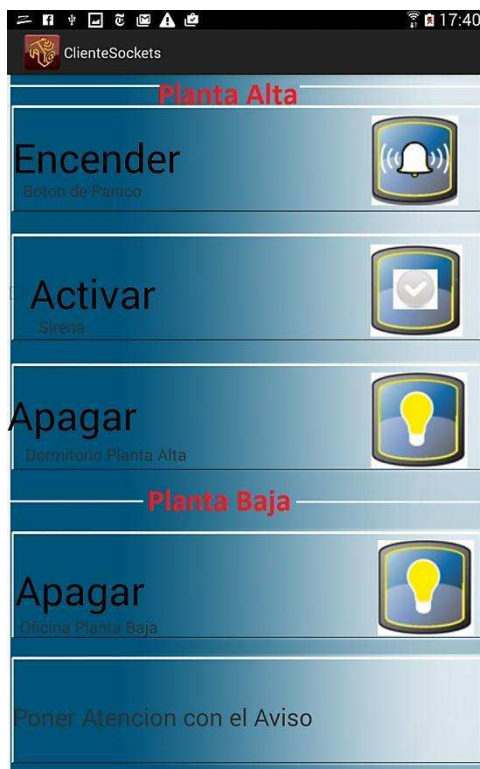 17:40
ClienteSockets
Planta Alta
Encender
Boton de Panico
Activar
Sirena
Apagar
Dormitorio Planta Alta
Planta Baja
Apagar
Oficina Planta Baja
Poner Atencion con el Aviso